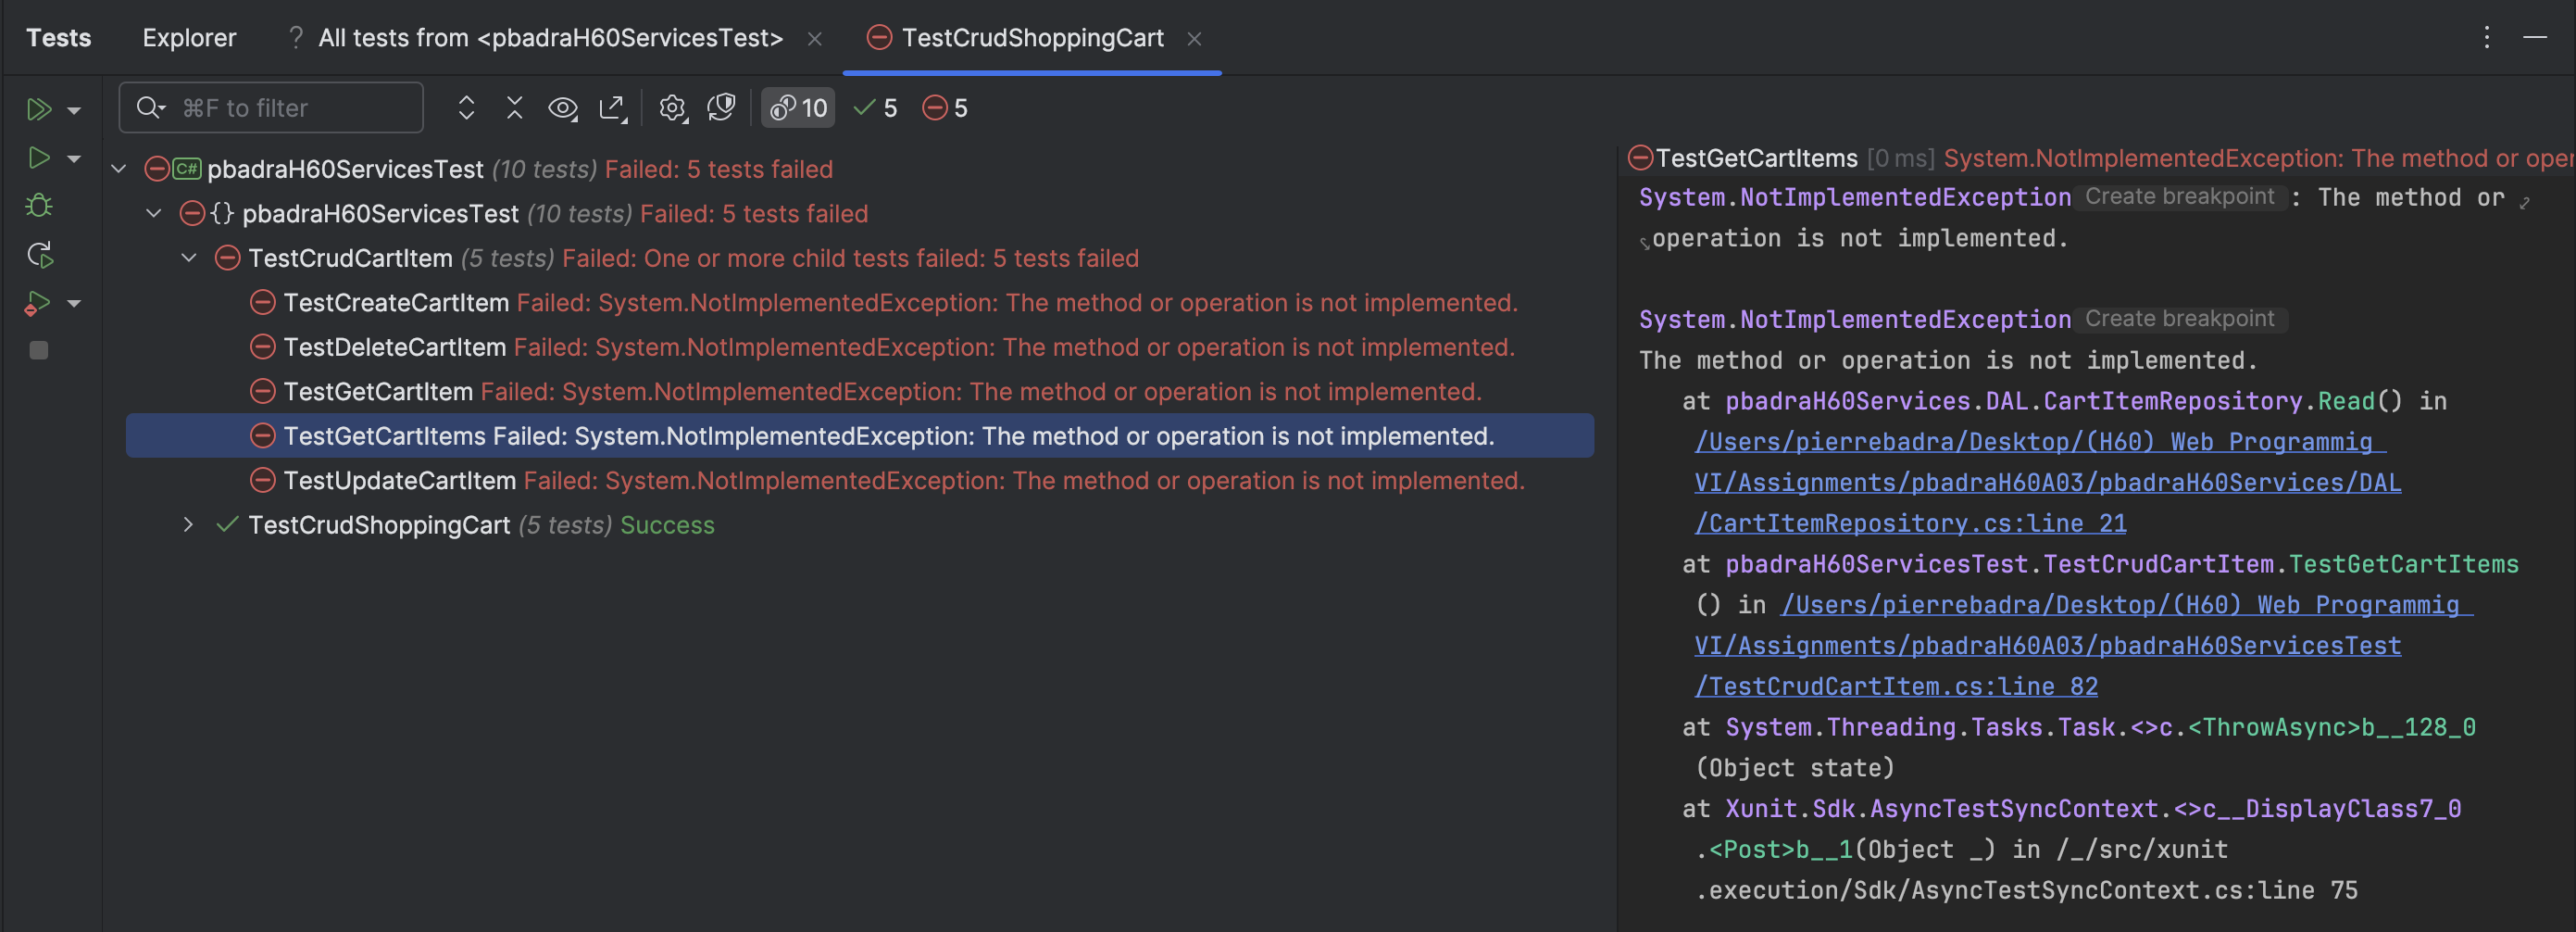 Tests Explorer ? All tests from <pbadraH60ServicesTest> × TestCrudShoppingCart ×
⌘F to filter 10 5 5
C# pbadraH60ServicesTest (10 tests) Failed: 5 tests failed
{} pbadraH60ServicesTest (10 tests) Failed: 5 tests failed
TestCrudCartItem (5 tests) Failed: One or more child tests failed: 5 tests failed
TestCreateCartItem Failed: System.NotImplementedException: The method or operation is not implemented.
TestDeleteCartItem Failed: System.NotImplementedException: The method or operation is not implemented.
TestGetCartItem Failed: System.NotImplementedException: The method or operation is not implemented.
TestGetCartItems Failed: System.NotImplementedException: The method or operation is not implemented.
TestUpdateCartItem Failed: System.NotImplementedException: The method or operation is not implemented.
TestCrudShoppingCart (5 tests) Success
TestGetCartItems [0 ms] System.NotImplementedException: The method or oper
System.NotImplementedException Create breakpoint : The method or
operation is not implemented.
System.NotImplementedException Create breakpoint
The method or operation is not implemented.
at pbadraH60Services.DAL.CartItemRepository.Read() in
/Users/pierrebadra/Desktop/(H60) Web Programmig
VI/Assignments/pbadraH60A03/pbadraH60Services/DAL
/CartItemRepository.cs:line 21
at pbadraH60ServicesTest.TestCrudCartItem.TestGetCartItems
() in /Users/pierrebadra/Desktop/(H60) Web Programmig
VI/Assignments/pbadraH60A03/pbadraH60ServicesTest
/TestCrudCartItem.cs:line 82
at System.Threading.Tasks.Task.<>c.<ThrowAsync>b__128_0
(Object state)
at Xunit.Sdk.AsyncTestSyncContext.<>c__DisplayClass7_0
.<Post>b__1(Object _) in /_/src/xunit
.execution/Sdk/AsyncTestSyncContext.cs:line 75